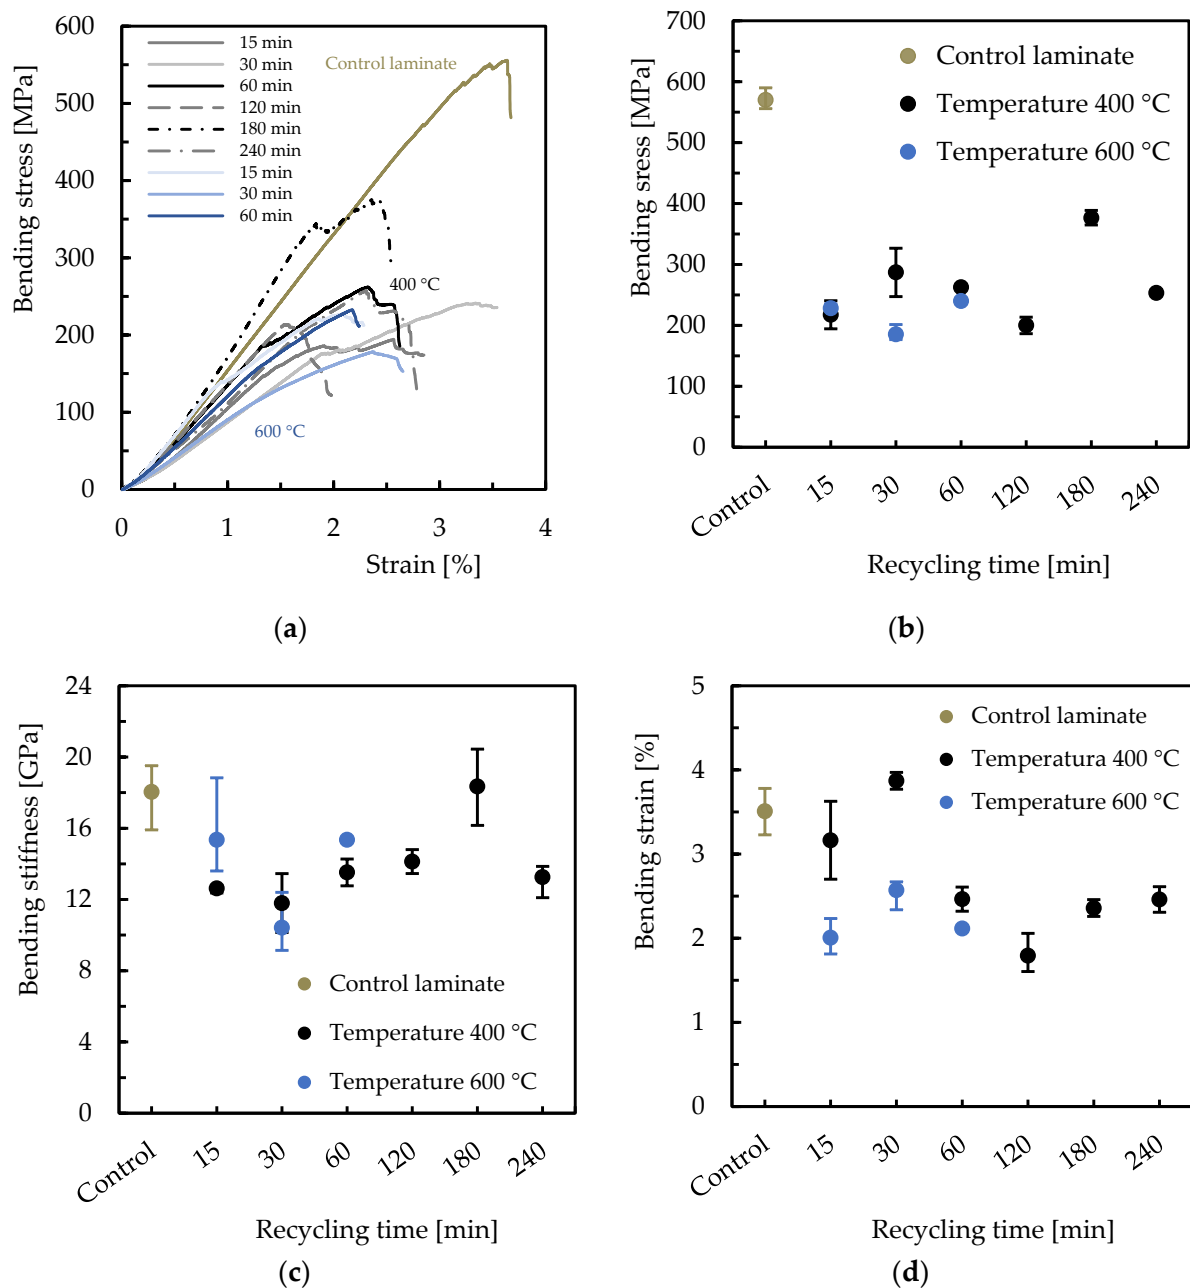 600
500
400
300
200
100
0
Bending stress [MPa]
15 min
30 min
60 min
120 min
180 min
240 min
15 min
30 min
60 min
Control laminate
400 °C
600 °C
0 1 2 3 4
Strain [%]
(a)
700
600
500
400
300
200
100
0
Bending sress [MPa]
Control laminate
Temperature 400 °C
Temperature 600 °C
Control 15 30 60 120 180 240
Recycling time [min]
(b)
24
20
16
12
8
4
0
Bending stiffness [GPa]
Control laminate
Temperature 400 °C
Temperature 600 °C
Control 15 30 60 120 180 240
Recycling time [min]
(c)
5
4
3
2
1
0
Bending strain [%]
Control laminate
Temperatura 400 °C
Temperature 600 °C
Control 15 30 60 120 180 240
Recycling time [min]
(d)